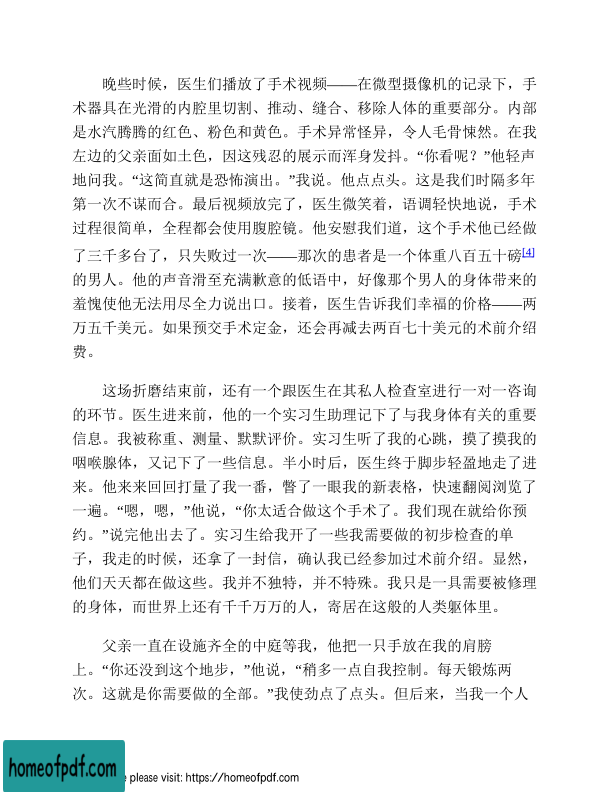 晚些时候，医生们播放了手术视频——在微型摄像机的记录下，手
术器具在光滑的内腔里切割、推动、缝合、移除人体的重要部分。内部
是水汽腾腾的红色、粉色和黄色。手术异常怪异，令人毛骨悚然。在我
左边的父亲面如土色，因这残忍的展示而浑身发抖。“你看呢？”他轻声
地问我。“这简直就是恐怖演出。”我说。他点点头。这是我们时隔多年
第一次不谋而合。最后视频放完了，医生微笑着，语调轻快地说，手术
过程很简单，全程都会使用腹腔镜。他安慰我们道，这个手术他已经做
了三千多台了，只失败过一次——那次的患者是一个体重八百五十磅[4]
的男人。他的声音滑至充满歉意的低语中，好像那个男人的身体带来的
羞愧使他无法用尽全力说出口。接着，医生告诉我们幸福的价格——两
万五千美元。如果预交手术定金，还会再减去两百七十美元的术前介绍
费。
这场折磨结束前，还有一个跟医生在其私人检查室进行一对一咨询
的环节。医生进来前，他的一个实习生助理记下了与我身体有关的重要
信息。我被称重、测量、默默评价。实习生听了我的心跳，摸了摸我的
咽喉腺体，又记下了一些信息。半小时后，医生终于脚步轻盈地走了进
来。他来来回回打量了我一番，瞥了一眼我的新表格，快速翻阅浏览了
一遍。“嗯，嗯，”他说，“你太适合做这个手术了。我们现在就给你预
约。”说完他出去了。实习生给我开了一些我需要做的初步检查的单
子，我走的时候，还拿了一封信，确认我已经参加过术前介绍。显然，
他们天天都在做这些。我并不独特，并不特殊。我只是一具需要被修理
的身体，而世界上还有千千万万的人，寄居在这般的人类躯体里。
父亲一直在设施齐全的中庭等我，他把一只手放在我的肩膀
上。“你还没到这个地步，”他说，“稍多一点自我控制。每天锻炼两
次。这就是你需要做的全部。”我使劲点了点头。但后来，当我一个人
homeofpdf.com
please visit: https://homeofpdf.com